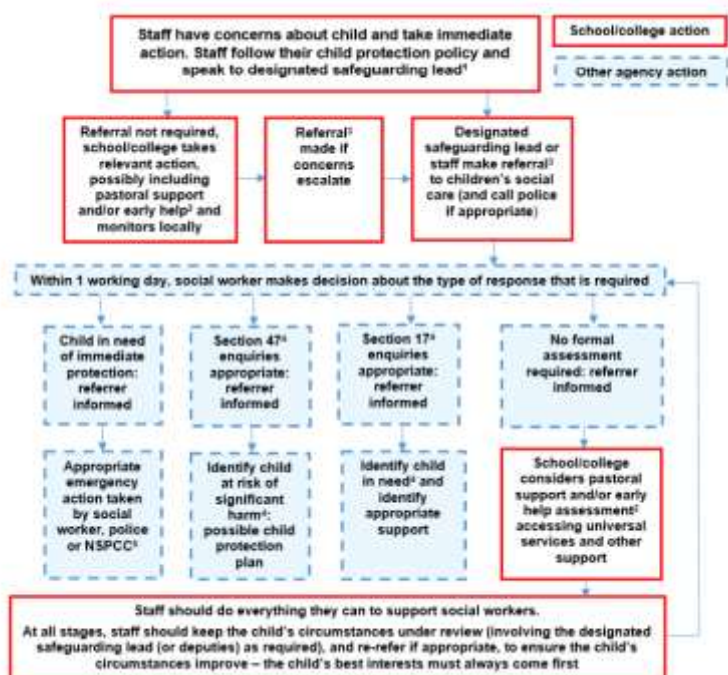 Staff have concerns about child and take immediate
action. Staff follow their child protection policy and
speak to designated safeguarding lead¹
School/college action
Other agency action
Referral not required,
school/college takes
relevant action,
possibly including
pastoral support
and/or early help² and
monitors locally
Referral³
made if
concerns
escalate
Designated
safeguarding lead or
staff make referral³
to children's social
care (and call police
if appropriate)
Within 1 working day, social worker makes decision about the type of response that is required
Child in need
of immediate
protection:
referrer
informed
Section 47⁴
enquiries
appropriate:
referrer
informed
Section 17⁴
enquiries
appropriate:
referrer
informed
No formal
assessment
required: referrer
informed
Appropriate
emergency
action taken
by social
worker, police
or NSPCC⁵
Identify child
at risk of
significant
harm⁴:
possible child
protection
plan
Identify child
in need⁴ and
identify
appropriate
support
School/college
considers pastoral
support and/or early
help assessment²
accessing universal
services and other
support
Staff should do everything they can to support social workers.
At all stages, staff should keep the child's circumstances under review (involving the designated
safeguarding lead (or deputies) as required), and re-refer if appropriate, to ensure the child's
circumstances improve – the child's best interests must always come first